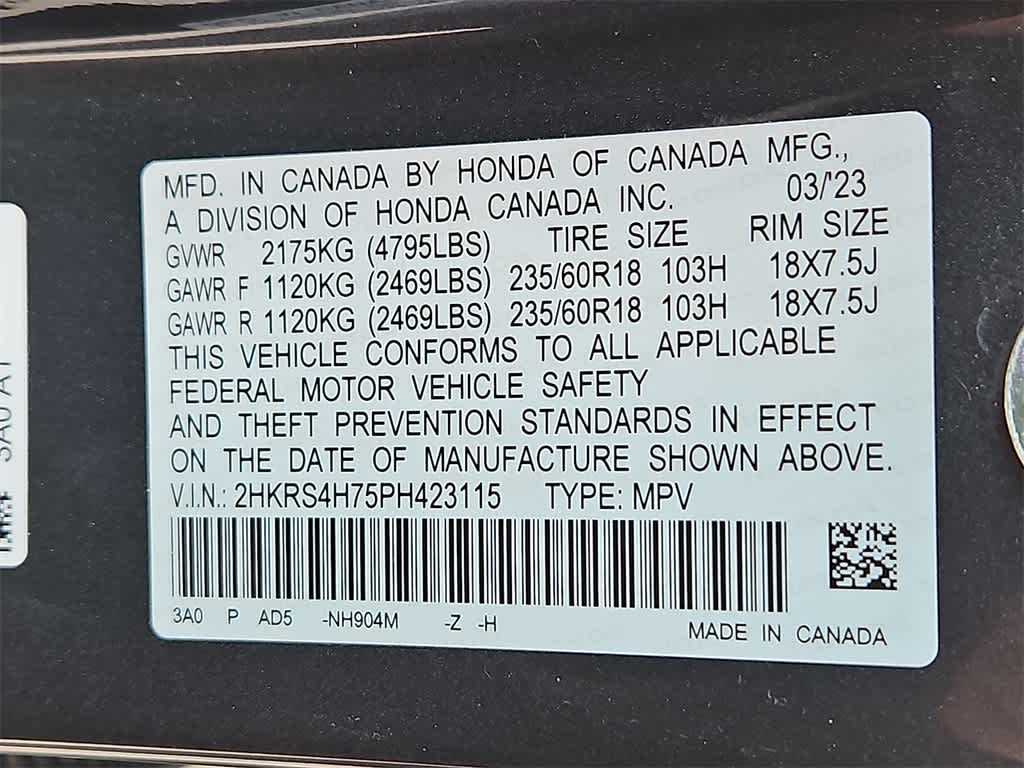 MFD. IN CANADA BY HONDA OF CANADA MFG.,
A DIVISION OF HONDA CANADA INC. 03/'23
GVWR 2175KG (4795LBS) TIRE SIZE RIM SIZE
GAWR F 1120KG (2469LBS) 235/60R18 103H 18X7.5J
GAWR R 1120KG (2469LBS) 235/60R18 103H 18X7.5J
THIS VEHICLE CONFORMS TO ALL APPLICABLE
FEDERAL MOTOR VEHICLE SAFETY
AND THEFT PREVENTION STANDARDS IN EFFECT
ON THE DATE OF MANUFACTURE SHOWN ABOVE.
V.I.N.: 2HKRS4H75PH423115 TYPE: MPV
3A0 P AD5 -NH904M -Z -H
MADE IN CANADA